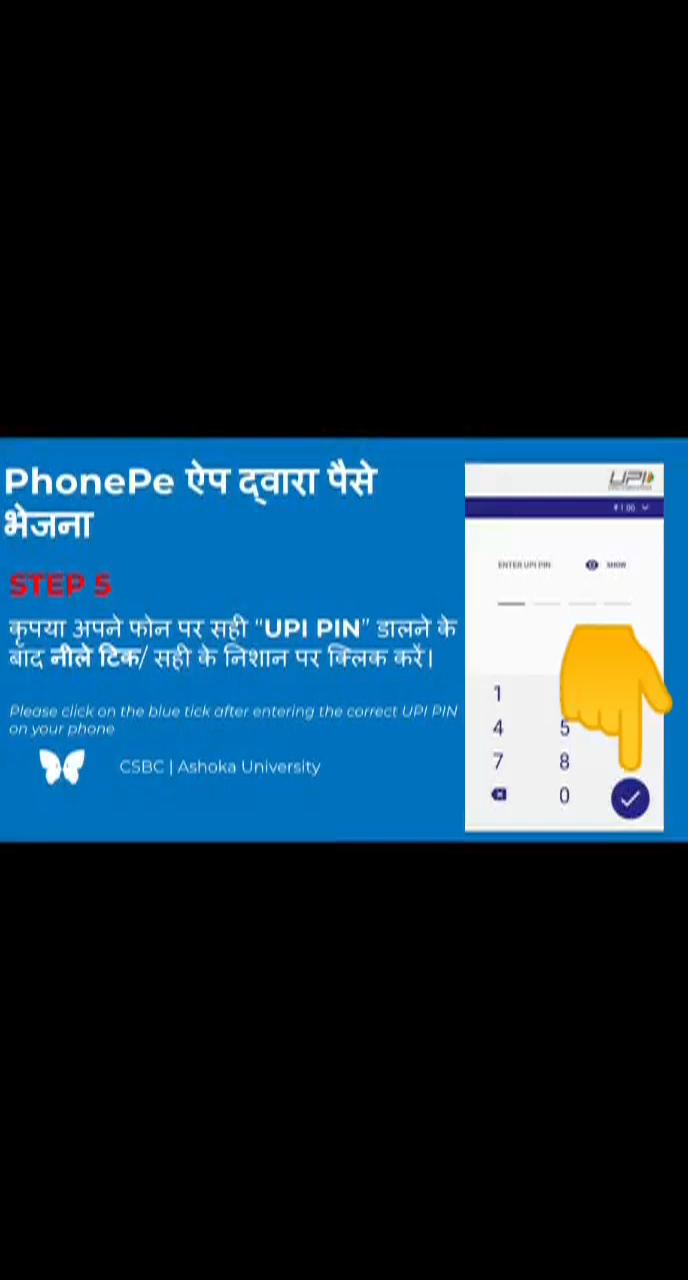 PhonePe ऐप द्वारा पैसे
भेजना
STEP 5
कृपया अपने फोन पर सही "UPI PIN" डालने के
बाद नीले टिक/ सही के निशान पर क्लिक करें।
Please click on the blue tick after entering the correct UPI PIN
on your phone
CSBC | Ashoka University
UPI
₹ 1.00
ENTER UPI PIN SHOW
1
4 5
7 8
0